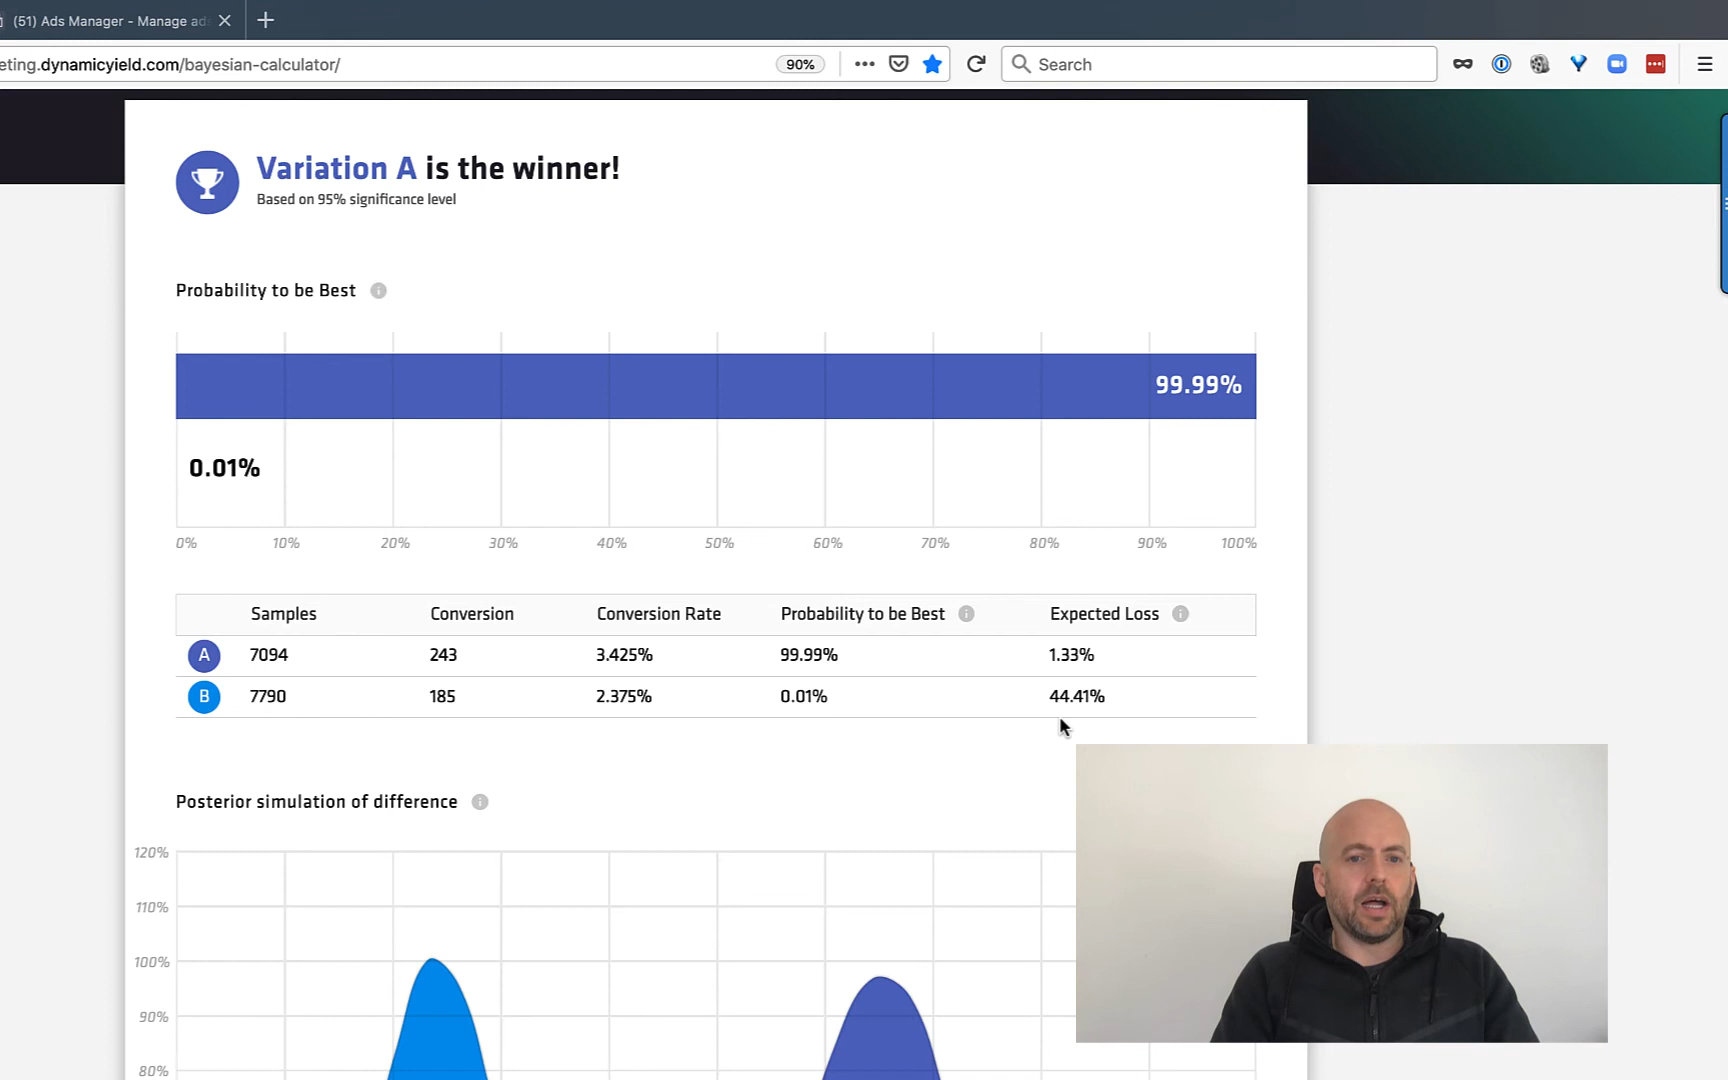 (51) Ads Manager - Manage ad
eting.dynamicyield.com/bayesian-calculator/
90%
Search
Variation A is the winner!
Based on 95% significance level
Probability to be Best
99.99%
0.01%
0% 10% 20% 30% 40% 50% 60% 70% 80% 90% 100%
Samples Conversion Conversion Rate Probability to be Best Expected Loss
A 7094 243 3.425% 99.99% 1.33%
B 7790 185 2.375% 0.01% 44.41%
Posterior simulation of difference
120%
110%
100%
90%
80%